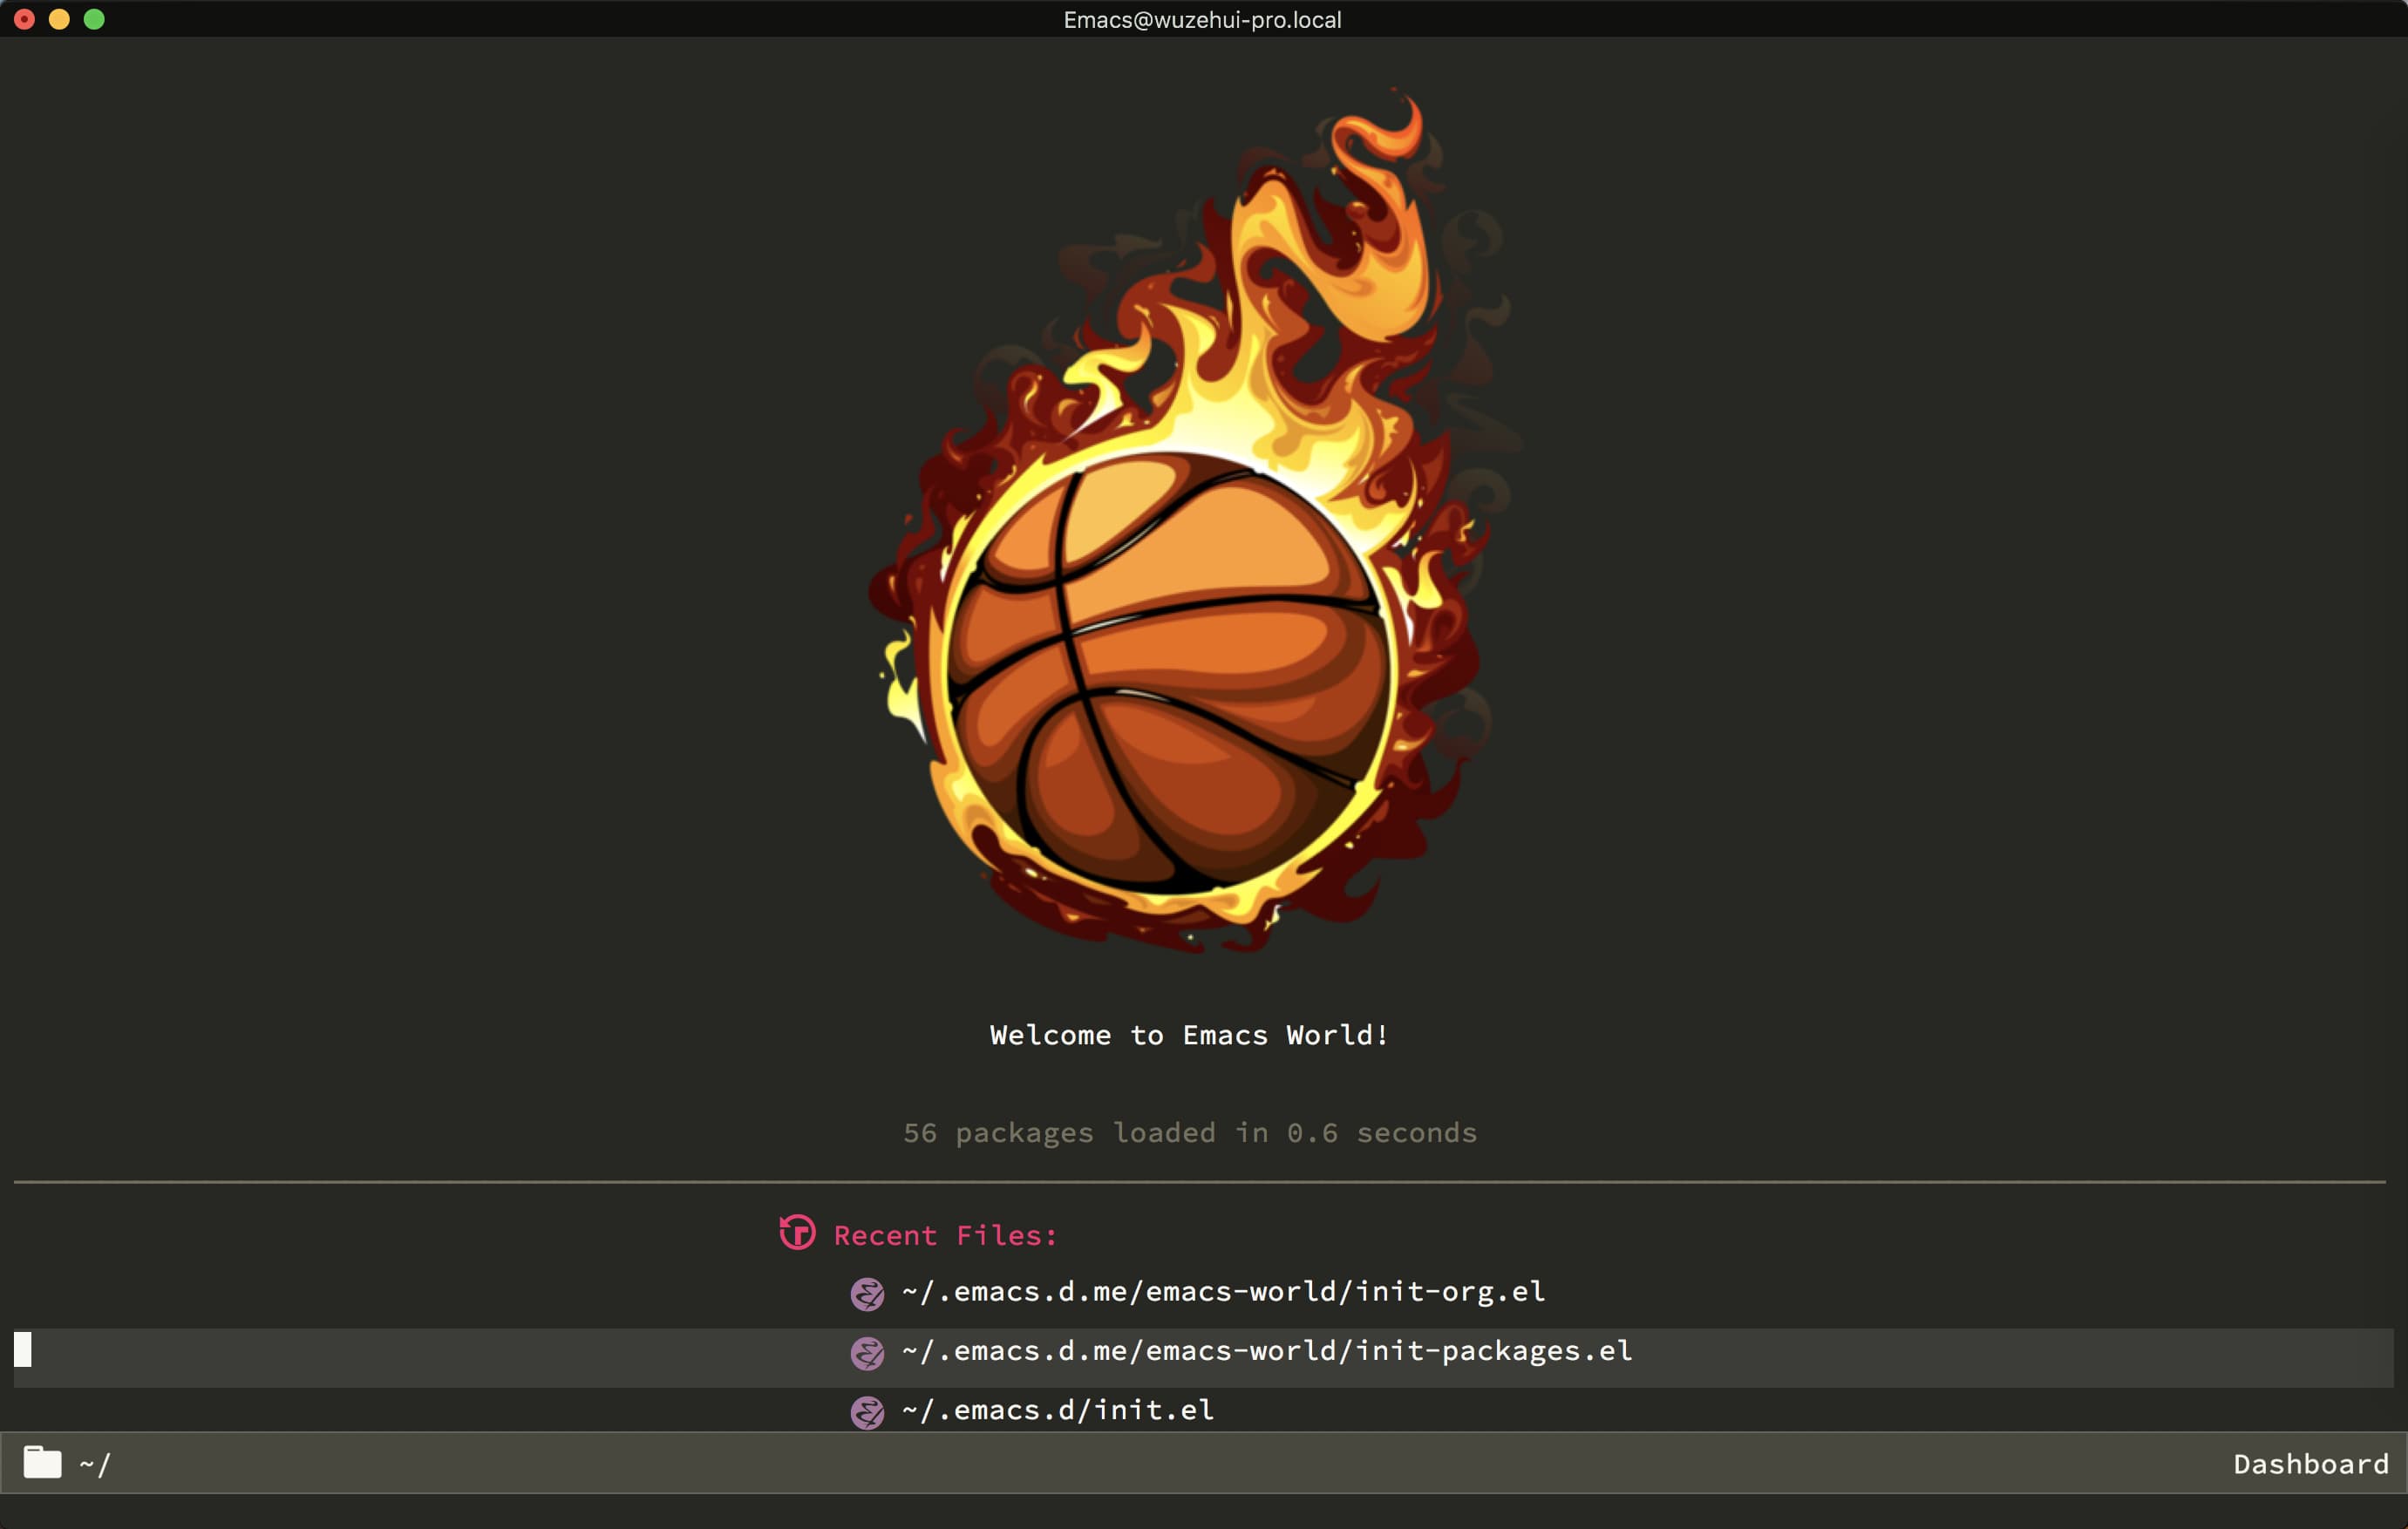 Emacs@wuzehui-pro.local
Welcome to Emacs World!
56 packages loaded in 0.6 seconds
Recent Files:
~/.emacs.d.me/emacs-world/init-org.el
~/.emacs.d.me/emacs-world/init-packages.el
~/.emacs.d/init.el
~/ Dashboard